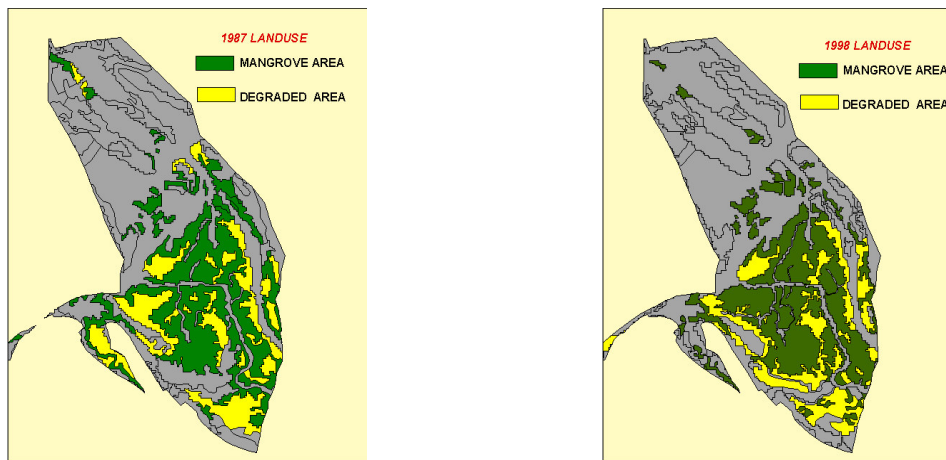 1987 LANDUSE
MANGROVE AREA
DEGRADED AREA
1998 LANDUSE
MANGROVE AREA
DEGRADED AREA